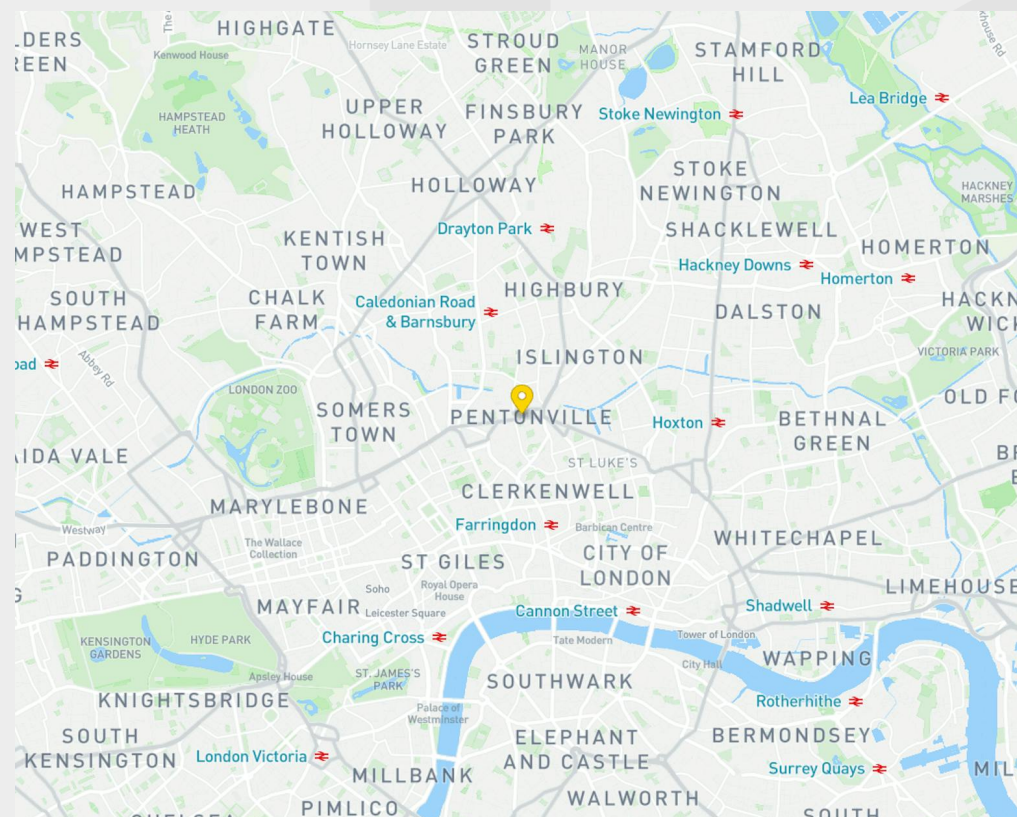 HIGHGATE
Hornsey Lane Estate
STROUD
GREEN
MANOR
HOUSE
STAMFORD
HILL
Kenwood House
Lea Bridge
UPPER
HOLLOWAY
FINSBURY
PARK
Stoke Newington
HAMPSTEAD
HEATH
HAMPSTEAD
HOLLOWAY
STOKE
NEWINGTON
HACKNEY
MARSHES
WEST
MPSTEAD
KENTISH
TOWN
Drayton Park
SHACKLEWELL
HOMERTON
Hackney Downs
Homerton
SOUTH
HAMPSTEAD
CHALK
FARM
Caledonian Road
& Barnsbury
HIGHBURY
DALSTON
HACKN
WICK
oad
Abbey Rd
ISLINGTON
VICTORIA PARK
LONDON ZOO
SOMERS
TOWN
PENTONVILLE
Hoxton
BETHNAL
GREEN
OLD FO
AIDA VALE
ST LUKE'S
MARYLEBONE
CLERKENWELL
Westway
Farringdon
Barbican Centre
WHITECHAPEL
PADDINGTON
The Wallace
Collection
ST GILES
CITY OF
LONDON
Soho
Royal Opera
House
LIMEHOUSE
MAYFAIR
Leicester Square
Cannon Street
Shadwell
KENSINGTON
GARDENS
HYDE PARK
Charing Cross
Tate Modern
Tower of London
Apsley House
ST. JAMES'S
PARK
City Hall
WAPPING
KNIGHTSBRIDGE
SOUTHWARK
Palace of
Westminster
Rotherhithe
SOUTH
KENSINGTON
London Victoria
ELEPHANT
AND CASTLE
BERMONDSEY
MILLBANK
Surrey Quays
MIL
PIMLICO
WALWORTH
SOUTH